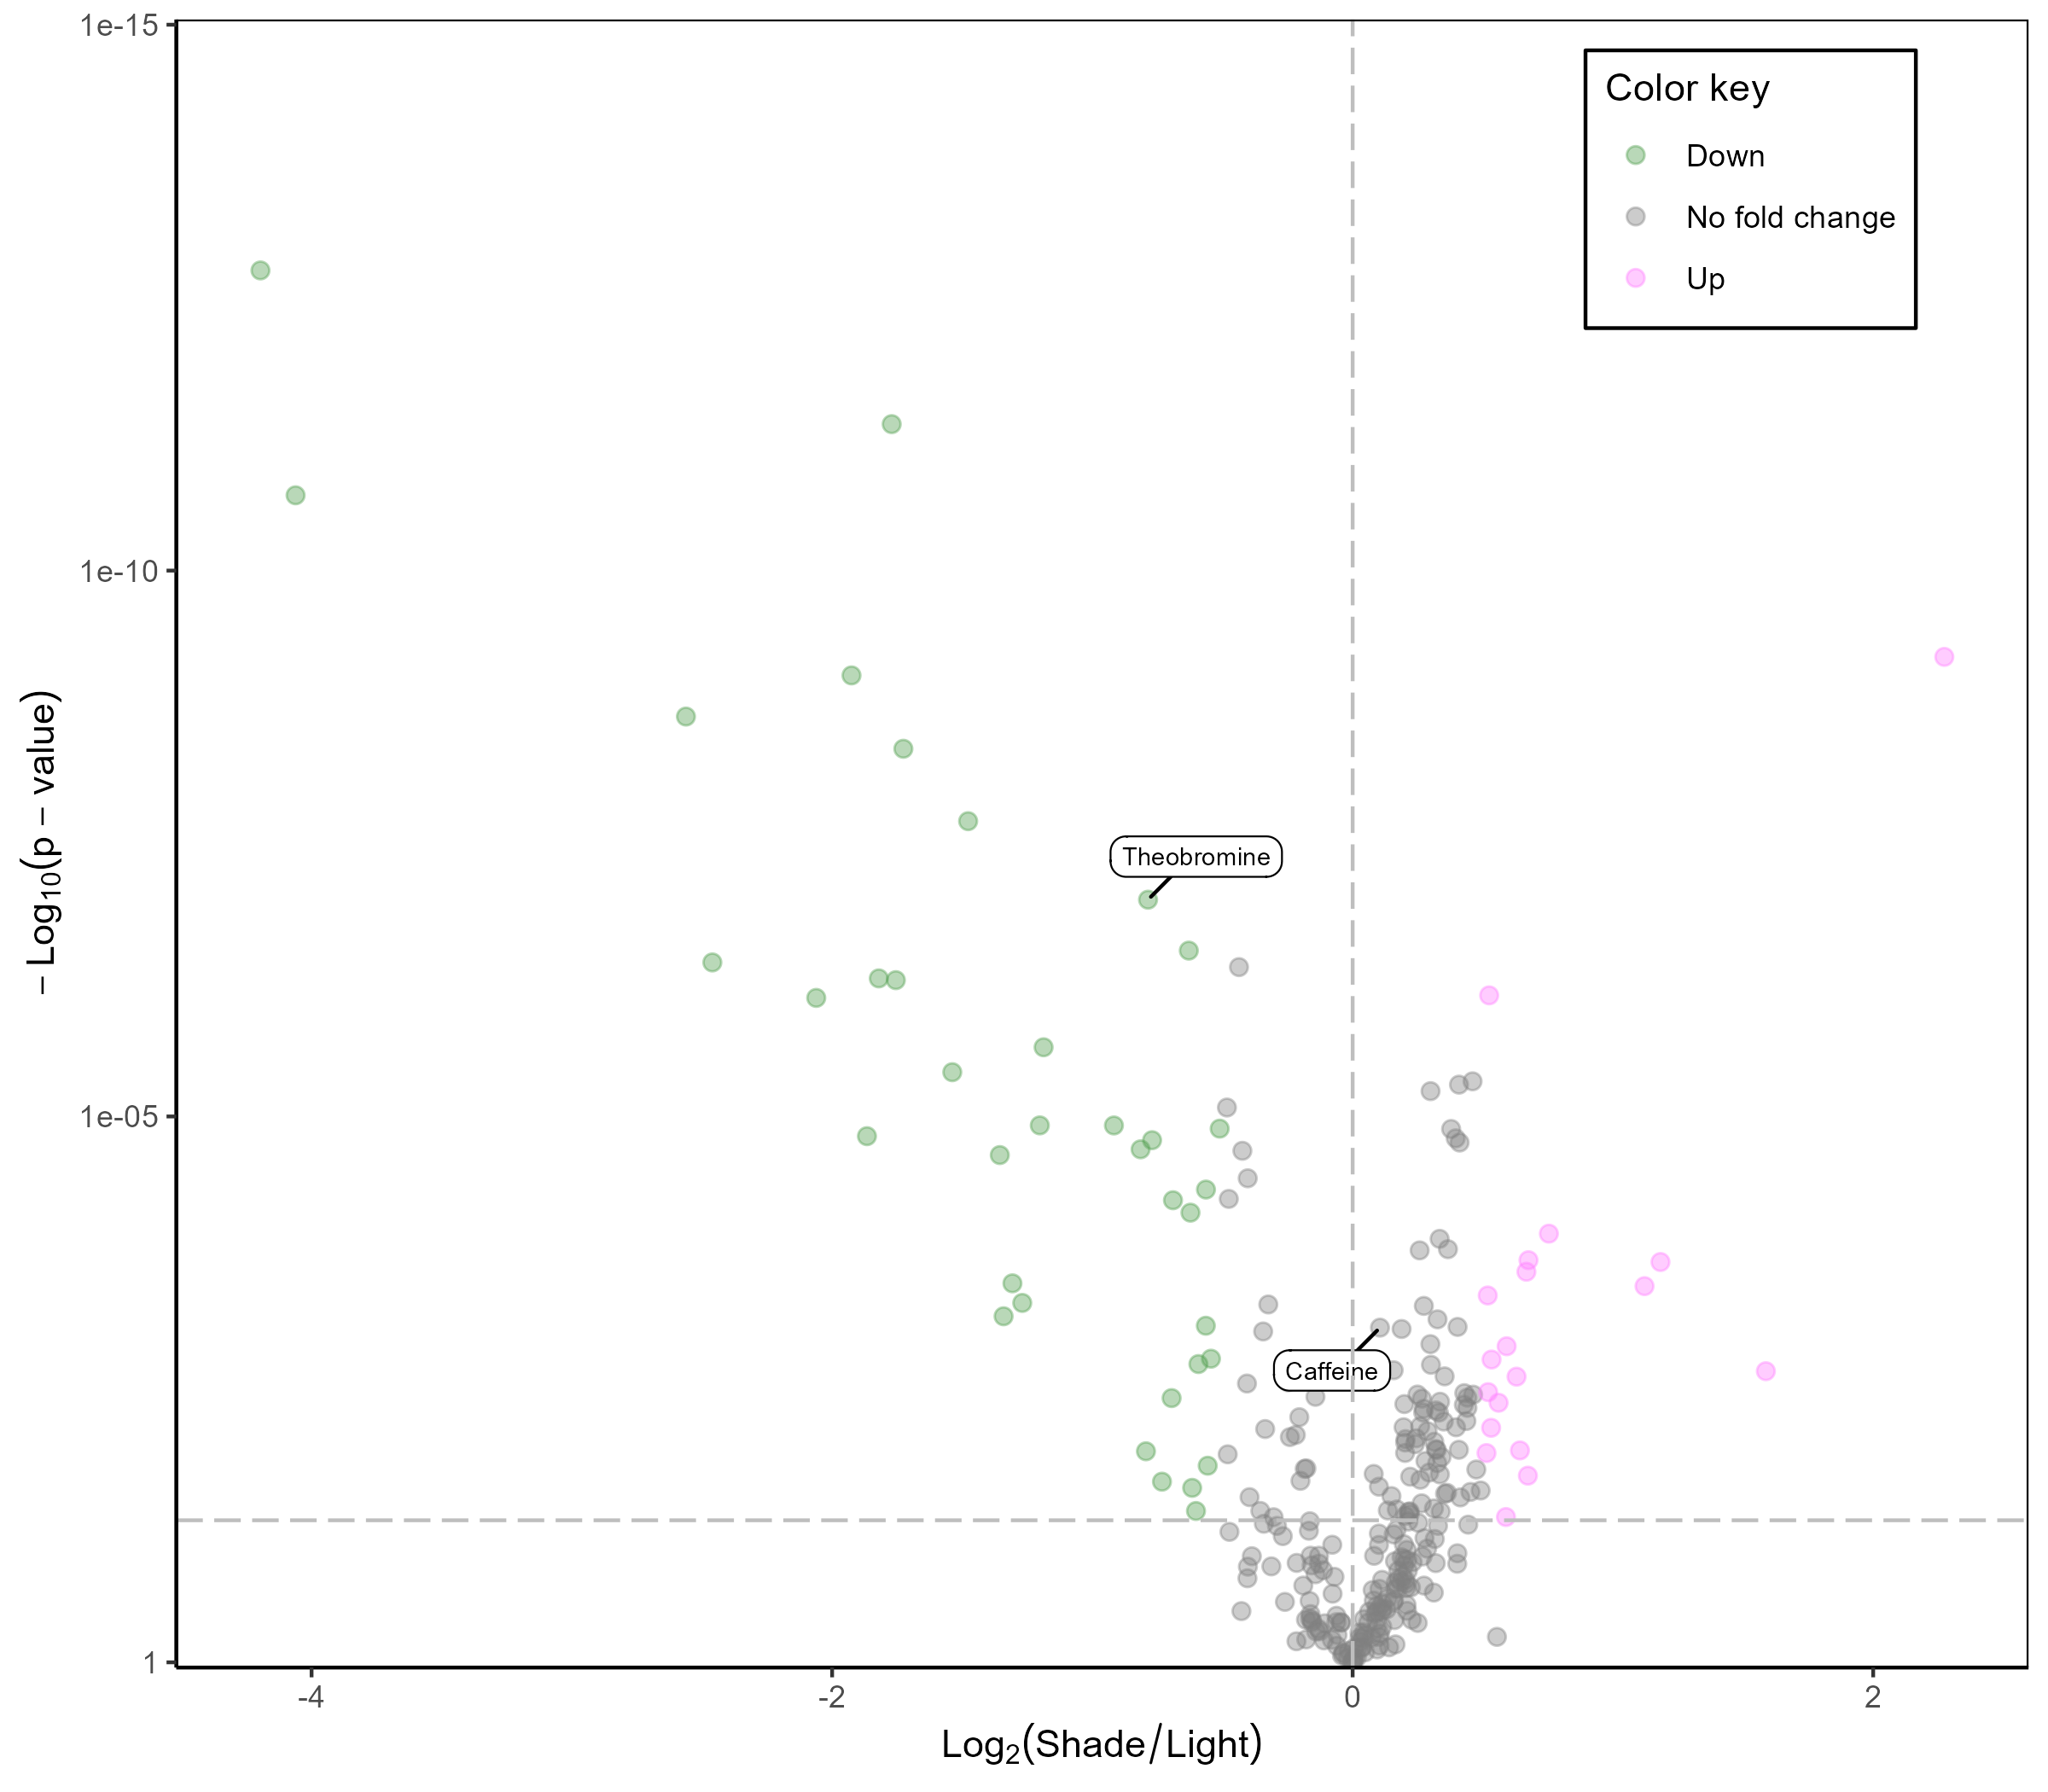 1e-15
1e-10
1e-05
1
− Log10(p − value)
Color key
Down
No fold change
Up
Theobromine
Caffeine
-4
-2
0
2
Log2(Shade/Light)